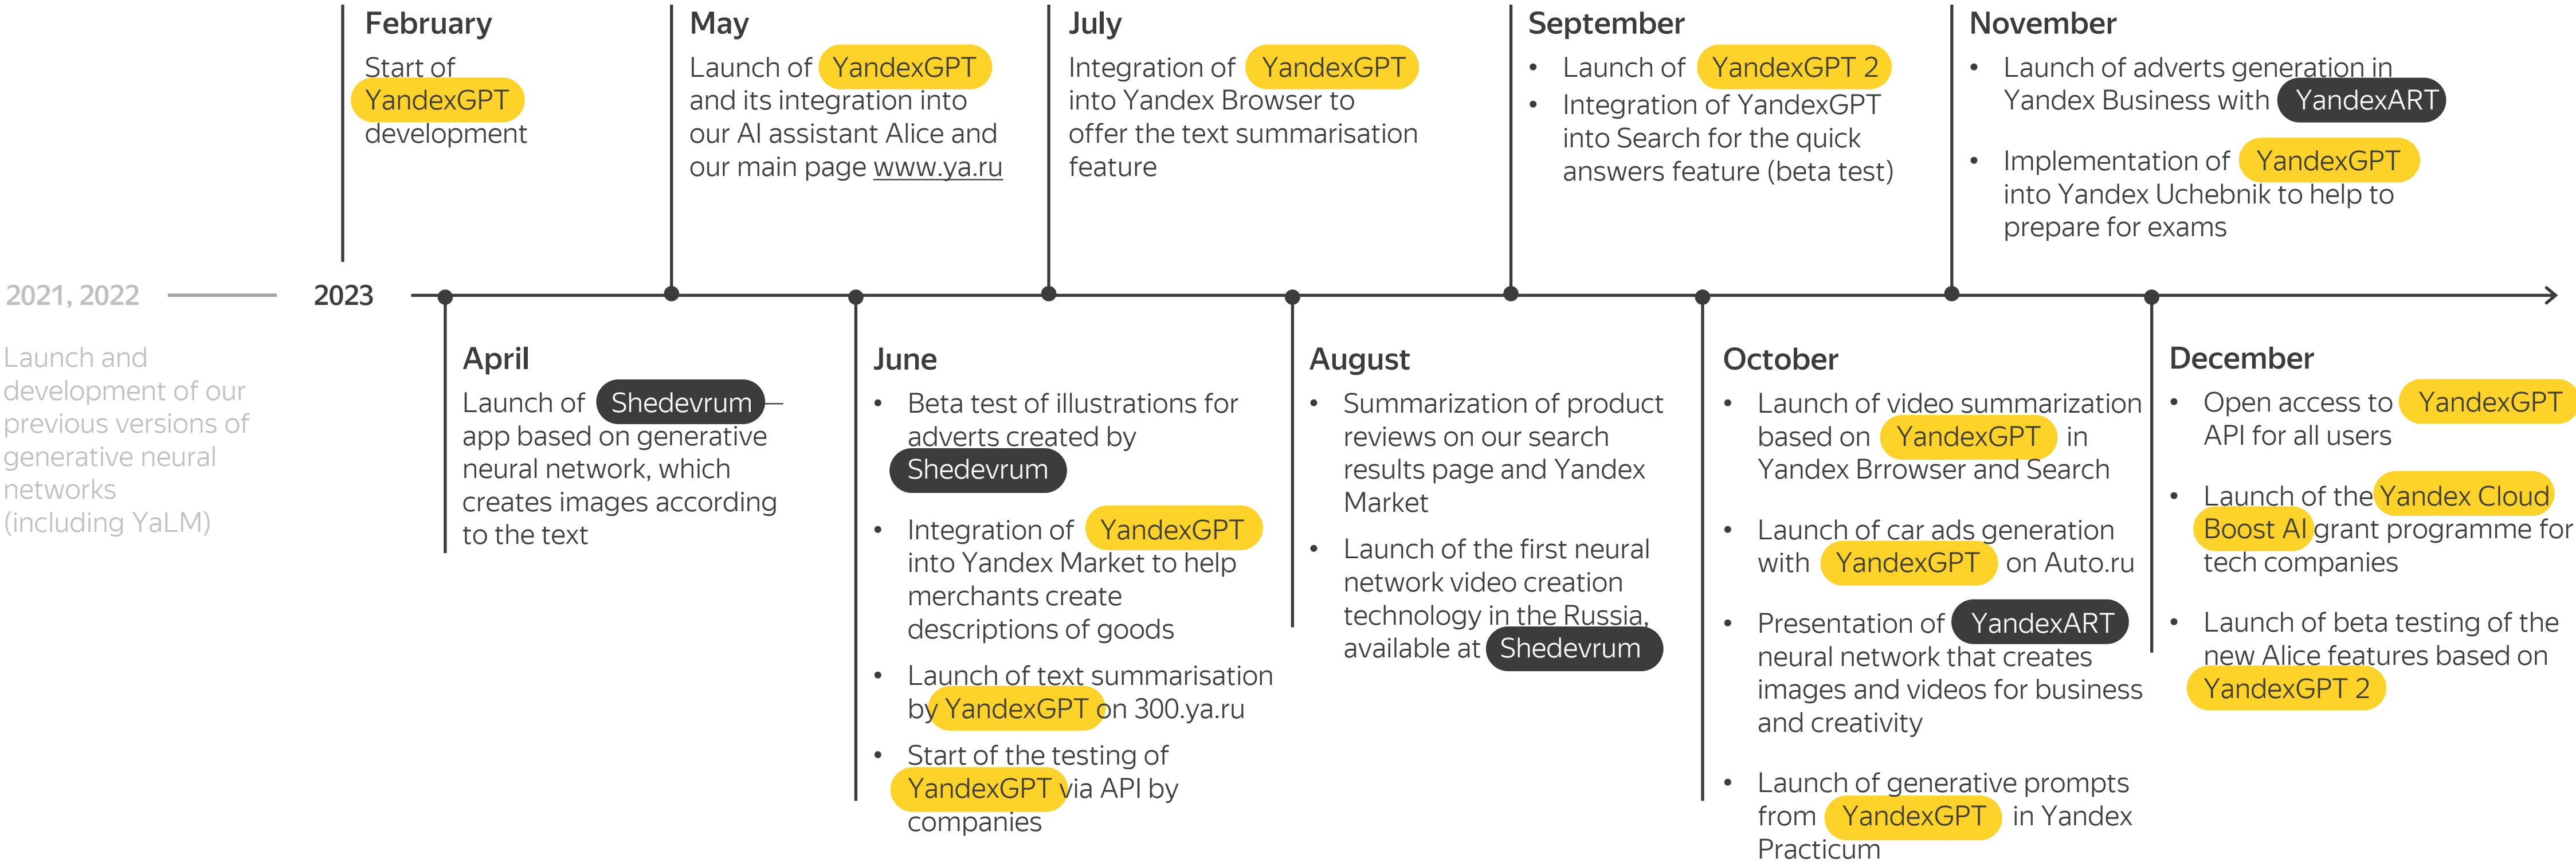 February
Start of
YandexGPT
development
May
Launch of YandexGPT
and its integration into
our AI assistant Alice and
our main page www.ya.ru
July
Integration of YandexGPT
into Yandex Browser to
offer the text summarisation
feature
September
• Launch of YandexGPT 2
• Integration of YandexGPT
into Search for the quick
answers feature (beta test)
November
• Launch of adverts generation in
Yandex Business with YandexART
• Implementation of YandexGPT
into Yandex Uchebnik to help to
prepare for exams
2021, 2022
2023
Launch and
development of our
previous versions of
generative neural
networks
(including YaLM)
April
Launch of Shedevrum —
app based on generative
neural network, which
creates images according
to the text
June
• Beta test of illustrations for
adverts created by
Shedevrum
• Integration of YandexGPT
into Yandex Market to help
merchants create
descriptions of goods
• Launch of text summarisation
by YandexGPT on 300.ya.ru
• Start of the testing of
YandexGPT via API by
companies
August
• Summarization of product
reviews on our search
results page and Yandex
Market
• Launch of the first neural
network video creation
technology in the Russia,
available at Shedevrum
October
• Launch of video summarization
based on YandexGPT in
Yandex Brrowser and Search
• Launch of car ads generation
with YandexGPT on Auto.ru
• Presentation of YandexART
neural network that creates
images and videos for business
and creativity
• Launch of generative prompts
from YandexGPT in Yandex
Practicum
December
• Open access to YandexGPT
API for all users
• Launch of the Yandex Cloud
Boost AI grant programme for
tech companies
• Launch of beta testing of the
new Alice features based on
YandexGPT 2